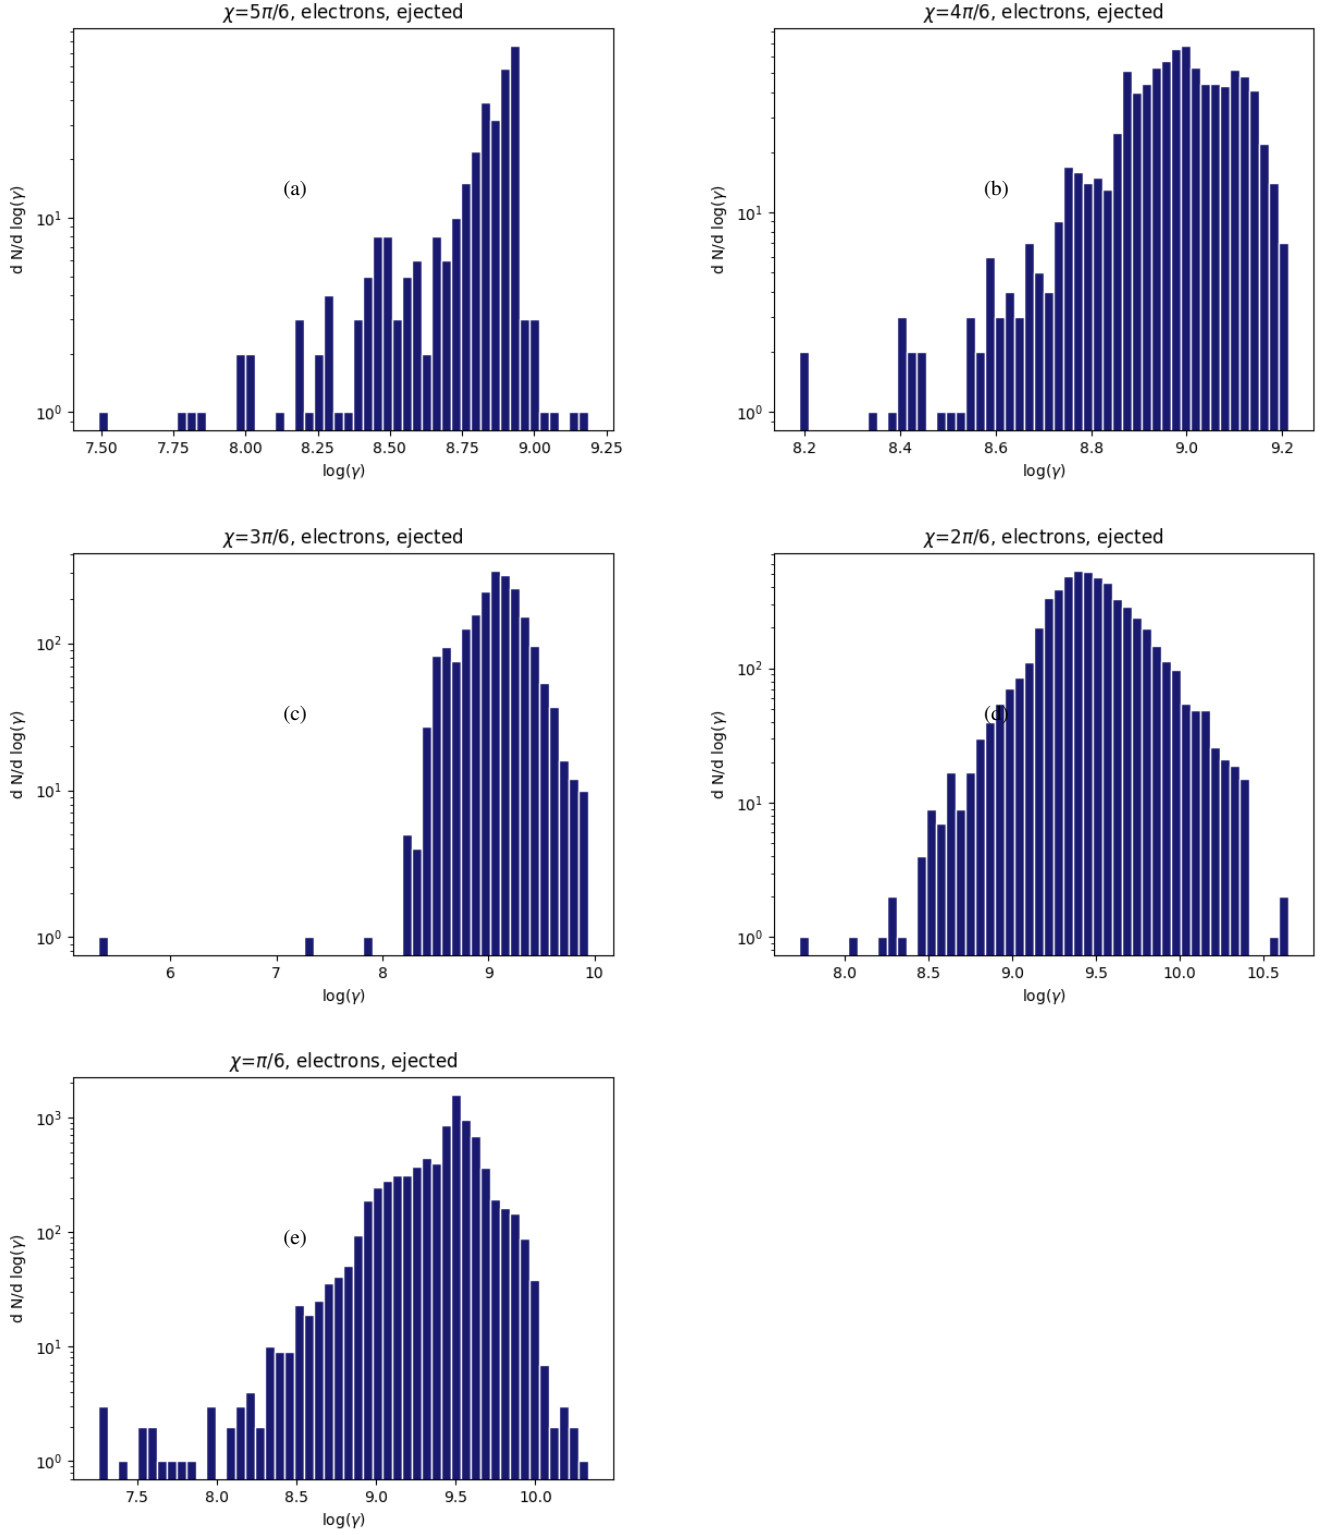 χ=5π/6, electrons, ejected
d N/d log(γ)
10¹
10⁰
(a)
7.50 7.75 8.00 8.25 8.50 8.75 9.00 9.25
log(γ)
χ=4π/6, electrons, ejected
d N/d log(γ)
10¹
10⁰
(b)
8.2 8.4 8.6 8.8 9.0 9.2
log(γ)
χ=3π/6, electrons, ejected
d N/d log(γ)
10²
10¹
10⁰
(c)
6 7 8 9 10
log(γ)
χ=2π/6, electrons, ejected
d N/d log(γ)
10²
10¹
10⁰
(d)
8.0 8.5 9.0 9.5 10.0 10.5
log(γ)
χ=π/6, electrons, ejected
d N/d log(γ)
10³
10²
10¹
10⁰
(e)
7.5 8.0 8.5 9.0 9.5 10.0
log(γ)